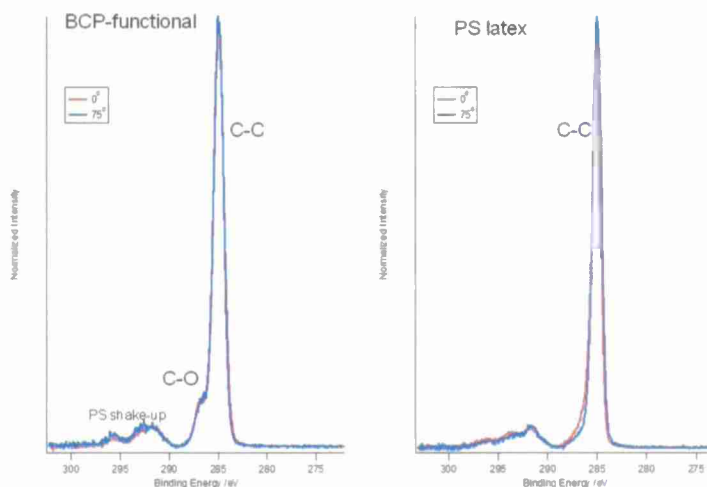 BCP-functional
0°
75°
C-C
C-O
PS shake-up
Normalized Intensity
300 295 290 285 280 275
Binding Energy /eV
PS latex
0°
75°
C-C
Normalized Intensity
300 295 290 285 280 275
Binding Energy /eV